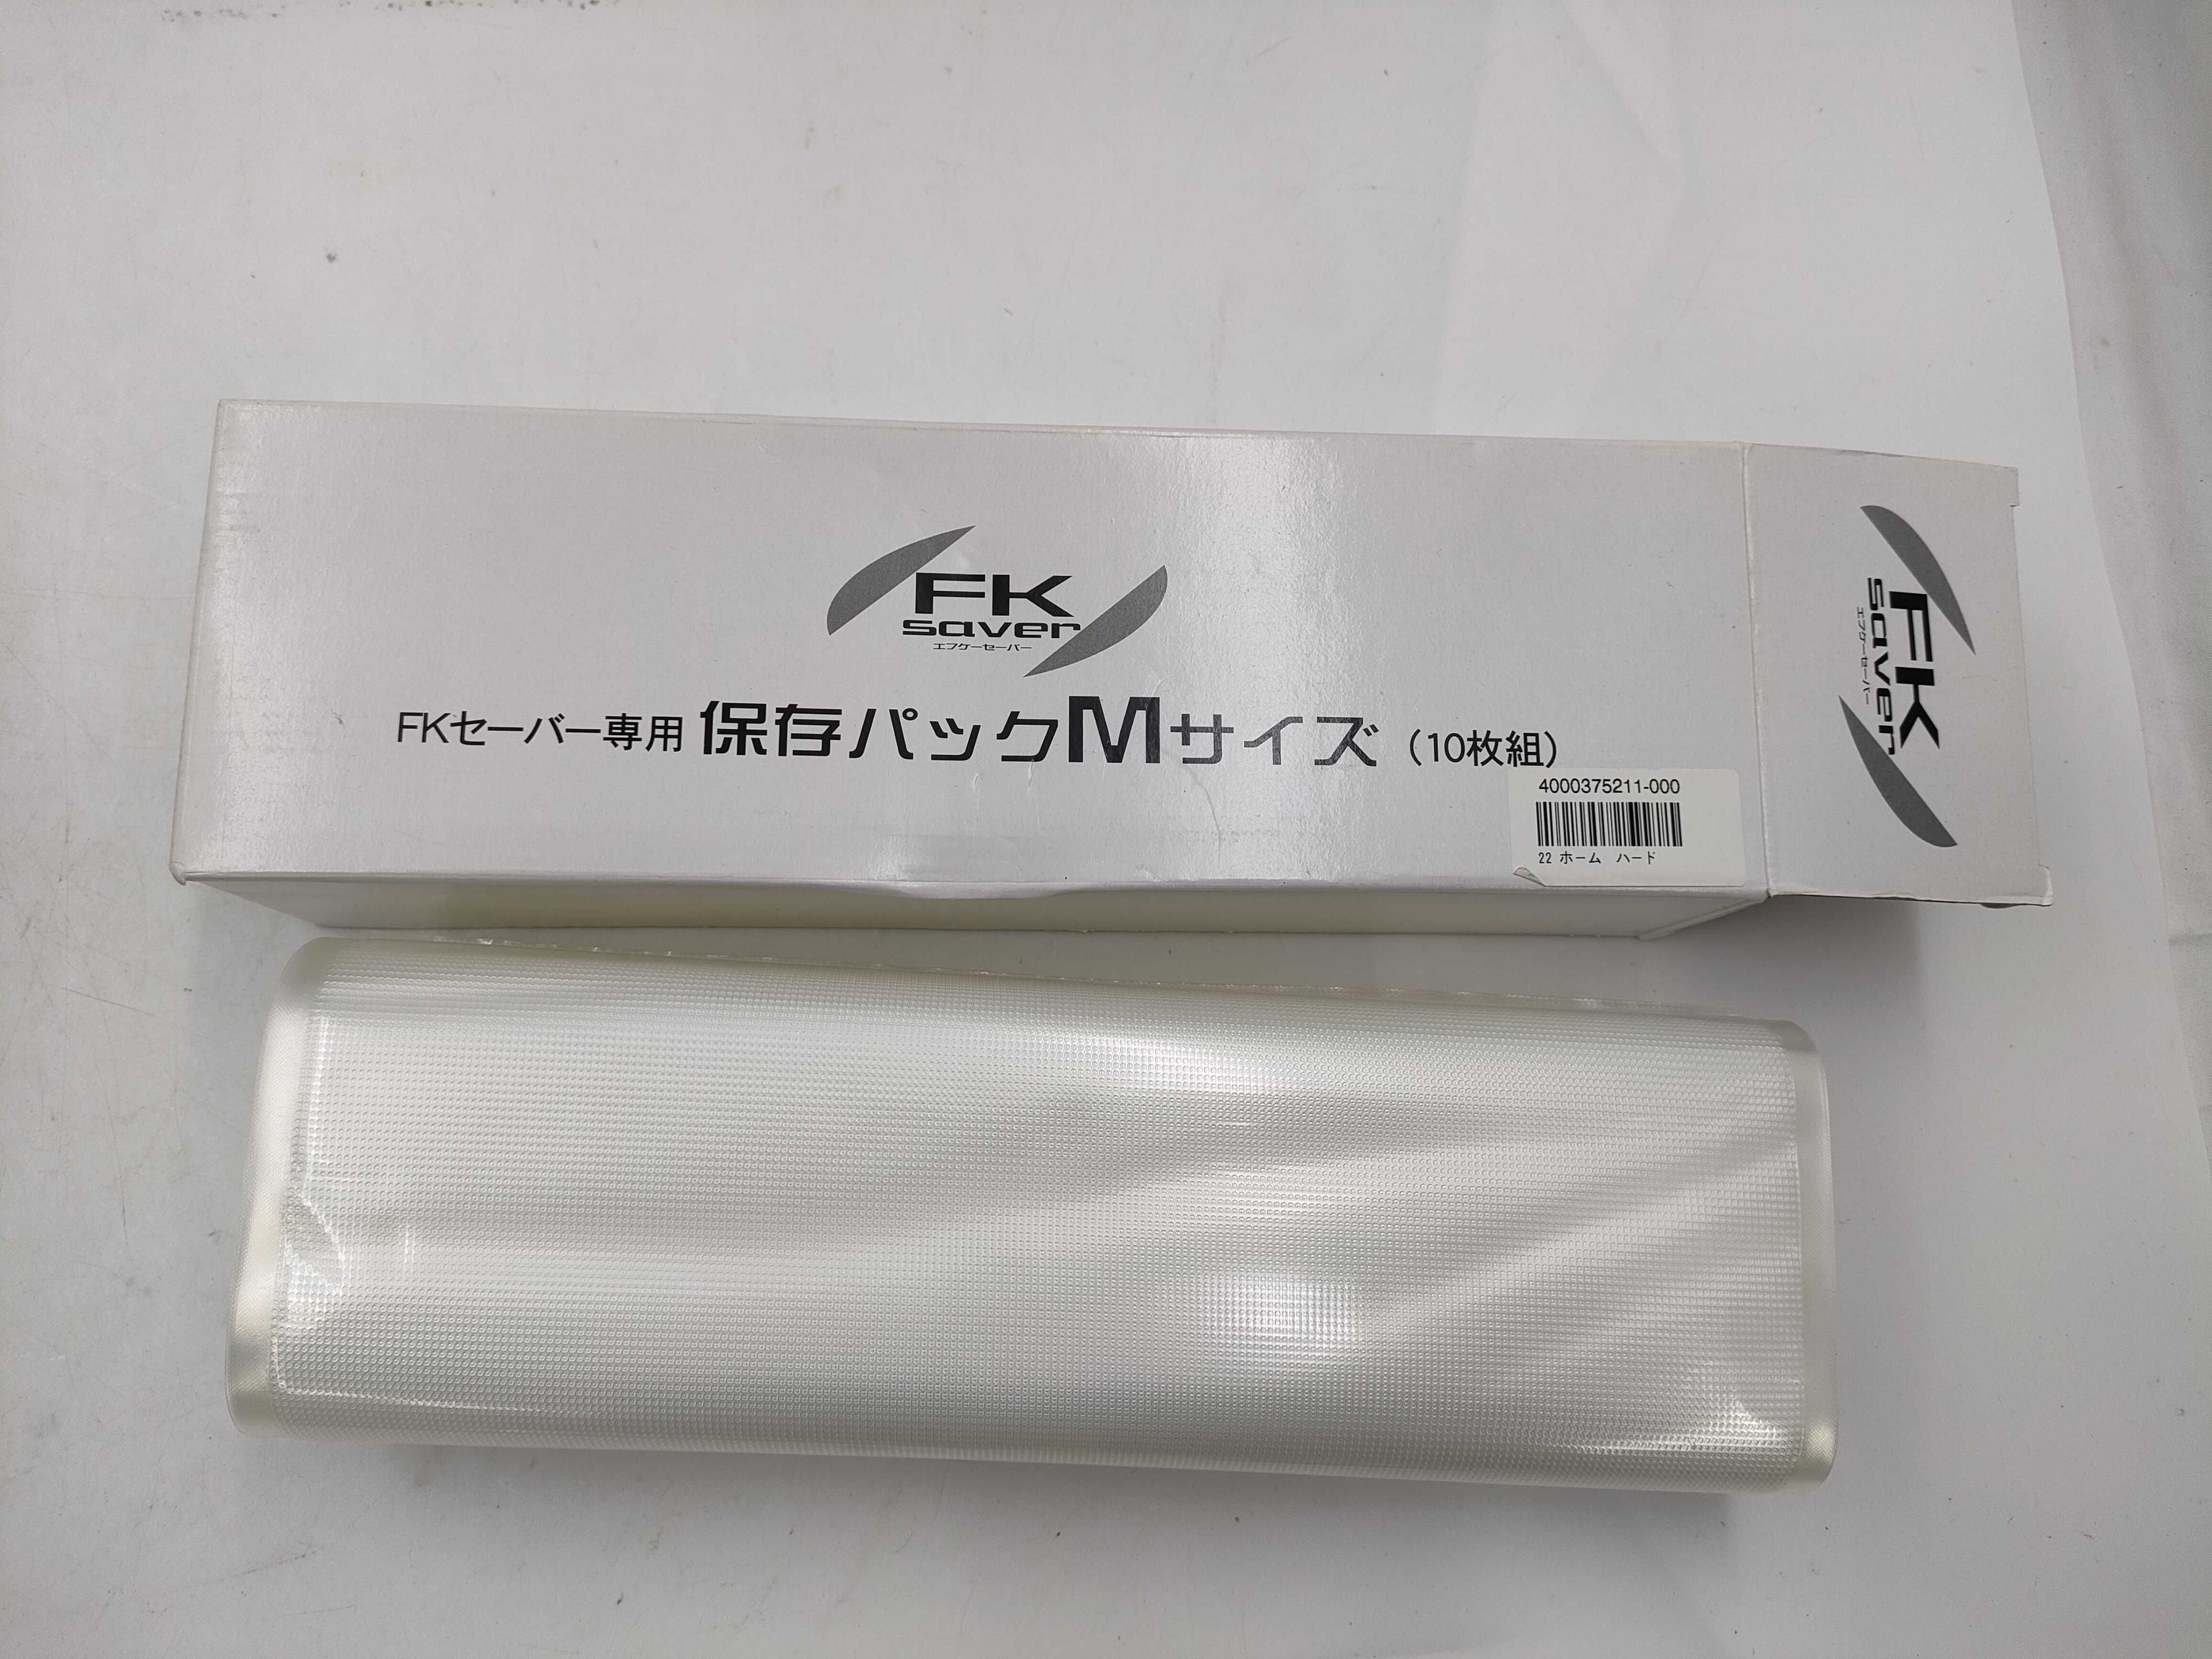 FK
saver
エフケーセーバー
FKセーバー専用 保存パックMサイズ (10枚組)
4000375211-000
22 ホーム ハード
FK
saver
エフケーセーバー